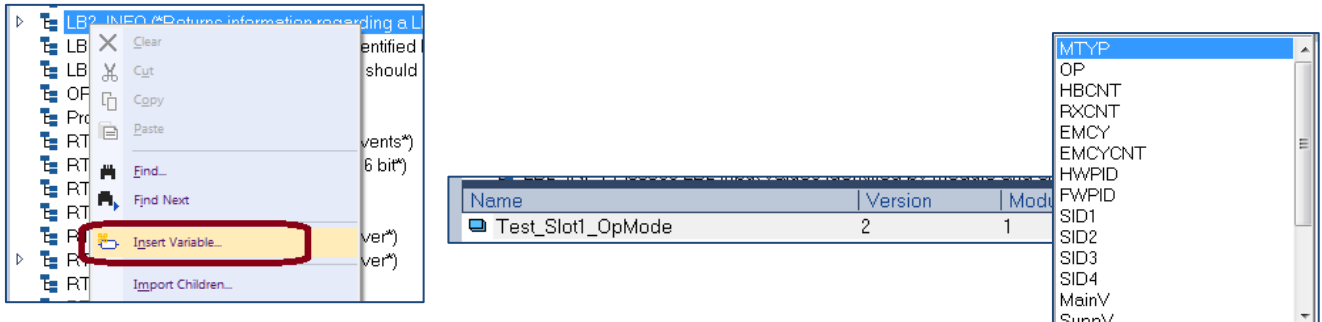 LB2_INFO (*Returns information regarding a L
LB
entified
LB
should
OF
Pro
RT
vents*)
RT
6 bit*)
RT
RT
ver*)
RT
ver*)
RT
Clear
Cut
Copy
Paste
Find...
Find Next
Insert Variable...
Import Children...
Name Version Modu
Test_Slot1_OpMode 2 1
MTYP
OP
HBCNT
RXCNT
EMCY
EMCYCNT
HWPID
FWPID
SID1
SID2
SID3
SID4
MainV